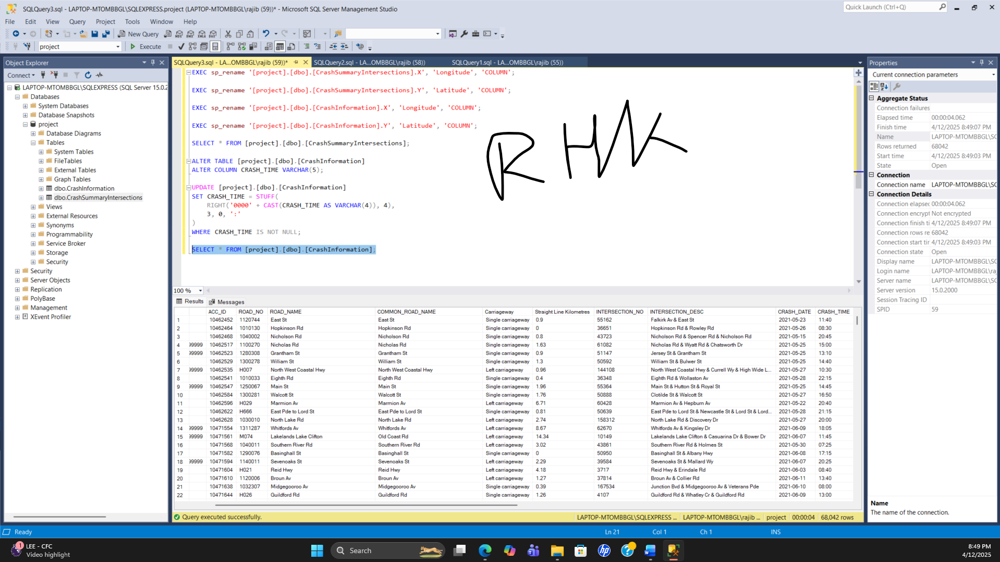 SQLQuery3.sql - LAPTOP-MTOMBBGL\SQLEXPRESS.project (LAPTOP-MTOMBBGL\rajib (59))* - Microsoft SQL Server Management Studio
Quick Launch (Ctrl+Q)
File Edit View Query Project Tools Window Help
New Query
project
Execute
Object Explorer
Connect
LAPTOP-MTOMBBGL\SQLEXPRESS (SQL Server 15.0.2
Databases
System Databases
Database Snapshots
project
Database Diagrams
Tables
System Tables
FileTables
External Tables
Graph Tables
dbo.CrashInformation
dbo.CrashSummaryIntersections
Views
External Resources
Synonyms
Programmability
Service Broker
Storage
Security
Security
Server Objects
Replication
PolyBase
Management
XEvent Profiler
SQLQuery3.sql - LA...OMBBGL\rajib (59))* SQLQuery2.sql - LA...OMBBGL\rajib (58)) SQLQuery1.sql - LA...OMBBGL\rajib (55))
EXEC sp_rename '[project].[dbo].[CrashSummaryIntersections].X', 'Longitude', 'COLUMN';
EXEC sp_rename '[project].[dbo].[CrashSummaryIntersections].Y', 'Latitude', 'COLUMN';
EXEC sp_rename '[project].[dbo].[CrashInformation].X', 'Longitude', 'COLUMN';
EXEC sp_rename '[project].[dbo].[CrashInformation].Y', 'Latitude', 'COLUMN';
SELECT * FROM [project].[dbo].[CrashSummaryIntersections];
ALTER TABLE [project].[dbo].[CrashInformation]
ALTER COLUMN CRASH_TIME VARCHAR(5);
UPDATE [project].[dbo].[CrashInformation]
SET CRASH_TIME = STUFF(
RIGHT('0000' + CAST(CRASH_TIME AS VARCHAR(4)), 4),
3, 0, ':'
)
WHERE CRASH_TIME IS NOT NULL;
SELECT * FROM [project].[dbo].[CrashInformation];
100 %
Results Messages
ACC_ID ROAD_NO ROAD_NAME COMMON_ROAD_NAME Carriageway Straight Line Kilometres INTERSECTION_NO INTERSECTION_DESC CRASH_DATE CRASH_TIME
1 10462452 1120744 East St East St Single carriageway 0.9 55162 Falkirk Av & East St 2021-05-23 11:40
2 10462464 1010130 Hopkinson Rd Hopkinson Rd Single carriageway 0 36651 Hopkinson Rd & Rowley Rd 2021-05-26 08:30
3 10462468 1040002 Nicholson Rd Nicholson Rd Single carriageway 0.8 43723 Nicholson Rd & Spencer Rd & Nicholson Rd 2021-05-15 20:45
4 99999 10462517 1100270 Nicholas Rd Nicholas Rd Single carriageway 1.63 61082 Nicholas Rd & Wyatt Rd & Chatsworth Dr 2021-05-25 15:00
5 99999 10462523 1280308 Grantham St Grantham St Single carriageway 0.9 51147 Jersey St & Grantham St 2021-05-25 13:10
6 10462529 1300278 William St William St Single carriageway 1.3 50592 William St & Bulwer St 2021-05-25 14:40
7 99999 10462535 H007 North West Coastal Hwy North West Coastal Hwy Left carriageway 0.96 144108 North West Coastal Hwy & Currell Wy & High Wide L... 2021-05-27 10:30
8 10462541 1010033 Eighth Rd Eighth Rd Single carriageway 0.4 36348 Eighth Rd & Wollaston Av 2021-05-28 22:15
9 99999 10462547 1250067 Main St Main St Single carriageway 1.96 55364 Main St & Hutton St & Royal St 2021-05-25 14:45
10 10462584 1300281 Walcott St Walcott St Single carriageway 1.76 50888 Clotilde St & Walcott St 2021-05-27 16:50
11 10462596 H029 Marmion Av Marmion Av Left carriageway 6.71 60428 Marmion Av & Hepburn Av 2021-05-22 20:40
12 10462622 H666 East Pde to Lord St East Pde to Lord St Single carriageway 0.81 50639 East Pde to Lord St & Newcastle St & Lord St & Lord... 2021-05-28 21:15
13 10462628 1030010 North Lake Rd North Lake Rd Left carriageway 2.74 158312 North Lake Rd & Discovery Dr 2021-05-27 20:00
14 99999 10471554 1311287 Whitfords Av Whitfords Av Left carriageway 8.67 62670 Whitfords Av & Kingsley Dr 2021-06-09 18:05
15 99999 10471561 M074 Lakelands Lake Clifton Old Coast Rd Left carriageway 14.34 10149 Lakelands Lake Clifton & Casuarina Dr & Bower Dr 2021-06-07 11:45
16 10471568 1040011 Southern River Rd Southern River Rd Left carriageway 3.02 43861 Southern River Rd & Holmes St 2021-05-30 07:25
17 10471582 1290076 Basinghall St Basinghall St Single carriageway 0 50950 Basinghall St & Albany Hwy 2021-06-08 17:15
18 99999 10471594 1140011 Sevenoaks St Sevenoaks St Left carriageway 2.29 39584 Sevenoaks St & Mallard Wy 2021-06-07 20:25
19 10471604 H021 Reid Hwy Reid Hwy Left carriageway 4.18 3717 Reid Hwy & Erindale Rd 2021-06-03 08:40
20 10471610 1120006 Broun Av Broun Av Left carriageway 1.27 37814 Broun Av & Collier Rd 2021-06-11 13:40
21 10471638 1032307 Midgegooroo Av Midgegooroo Av Single carriageway 0.39 167534 Junction Bvd & Midgegooroo Av & Veterans Pde 2021-06-10 08:00
22 10471644 H026 Guildford Rd Guildford Rd Single carriageway 1.26 4107 Guildford Rd & Whatley Cr & Guildford Rd 2021-06-09 13:00
Query executed successfully. LAPTOP-MTOMBBGL\SQLEXPRESS ... LAPTOP-MTOMBBGL\rajib ... project 00:00:04 68,042 rows
Properties
Current connection parameters
Aggregate Status
Connection failures
Elapsed time 00:00:04.062
Finish time 4/12/2025 8:49:07 PM
Name LAPTOP-MTOMBBGL\SC
Rows returned 68042
Start time 4/12/2025 8:49:03 PM
State Open
Connection
Connection name LAPTOP-MTOMBBGL\SC
Connection Details
Connection elapsed 00:00:04.062
Connection encrypt Not encrypted
Connection finish ti 4/12/2025 8:49:07 PM
Connection rows re 68042
Connection start tir 4/12/2025 8:49:03 PM
Connection state Open
Display name LAPTOP-MTOMBBGL\SC
Login name LAPTOP-MTOMBBGL\ra
Server name LAPTOP-MTOMBBGL\SC
Server version 15.0.2000
Session Tracing ID
SPID 59
Name
The name of the connection.
Ready Ln 21 Col 1 Ch 1 INS
1
LEE - CFC
Video highlight
Search
8:49 PM
4/12/2025